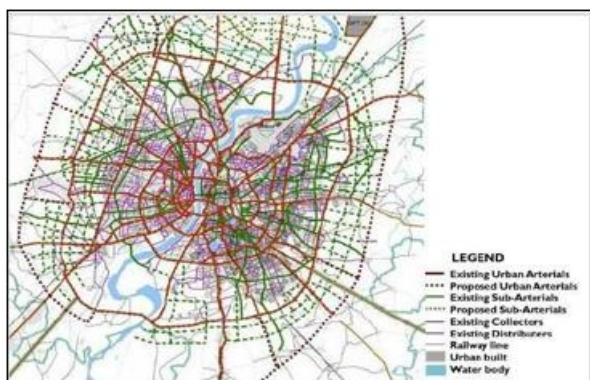 LEGEND
Existing Urban Arterials
Proposed Urban Arterials
Existing Sub-Arterials
Proposed Sub-Arterials
Existing Collectors
Existing Distributers
Railway line
Urban built
Water body